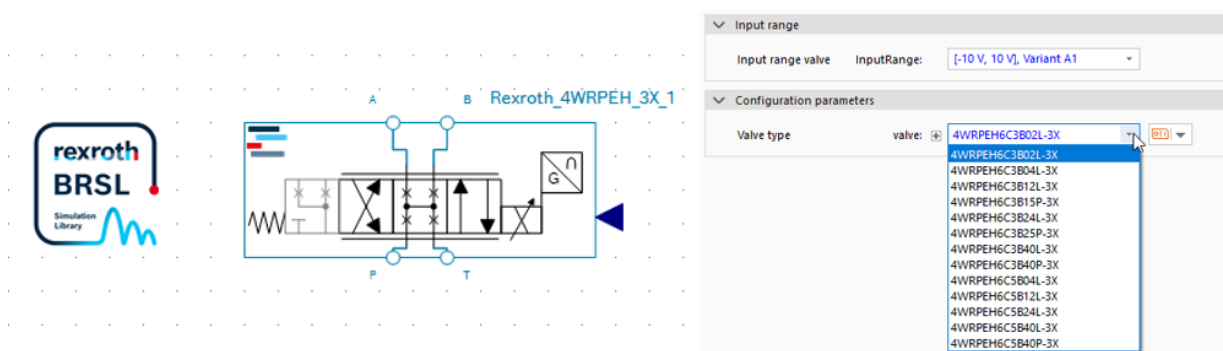 rexroth
BRSL
Simulation
Library
A
B
Rexroth_4WRPEH_3X_1
G
P
T
Input range
Input range valve InputRange: [-10 V, 10 V], Variant A1
Configuration parameters
Valve type valve: 4WRPEH6C3B02L-3X
4WRPEH6C3B02L-3X
4WRPEH6C3B04L-3X
4WRPEH6C3B12L-3X
4WRPEH6C3B15P-3X
4WRPEH6C3B24L-3X
4WRPEH6C3B25P-3X
4WRPEH6C3B40L-3X
4WRPEH6C3B40P-3X
4WRPEH6C5B04L-3X
4WRPEH6C5B12L-3X
4WRPEH6C5B24L-3X
4WRPEH6C5B40L-3X
4WRPEH6C5B40P-3X